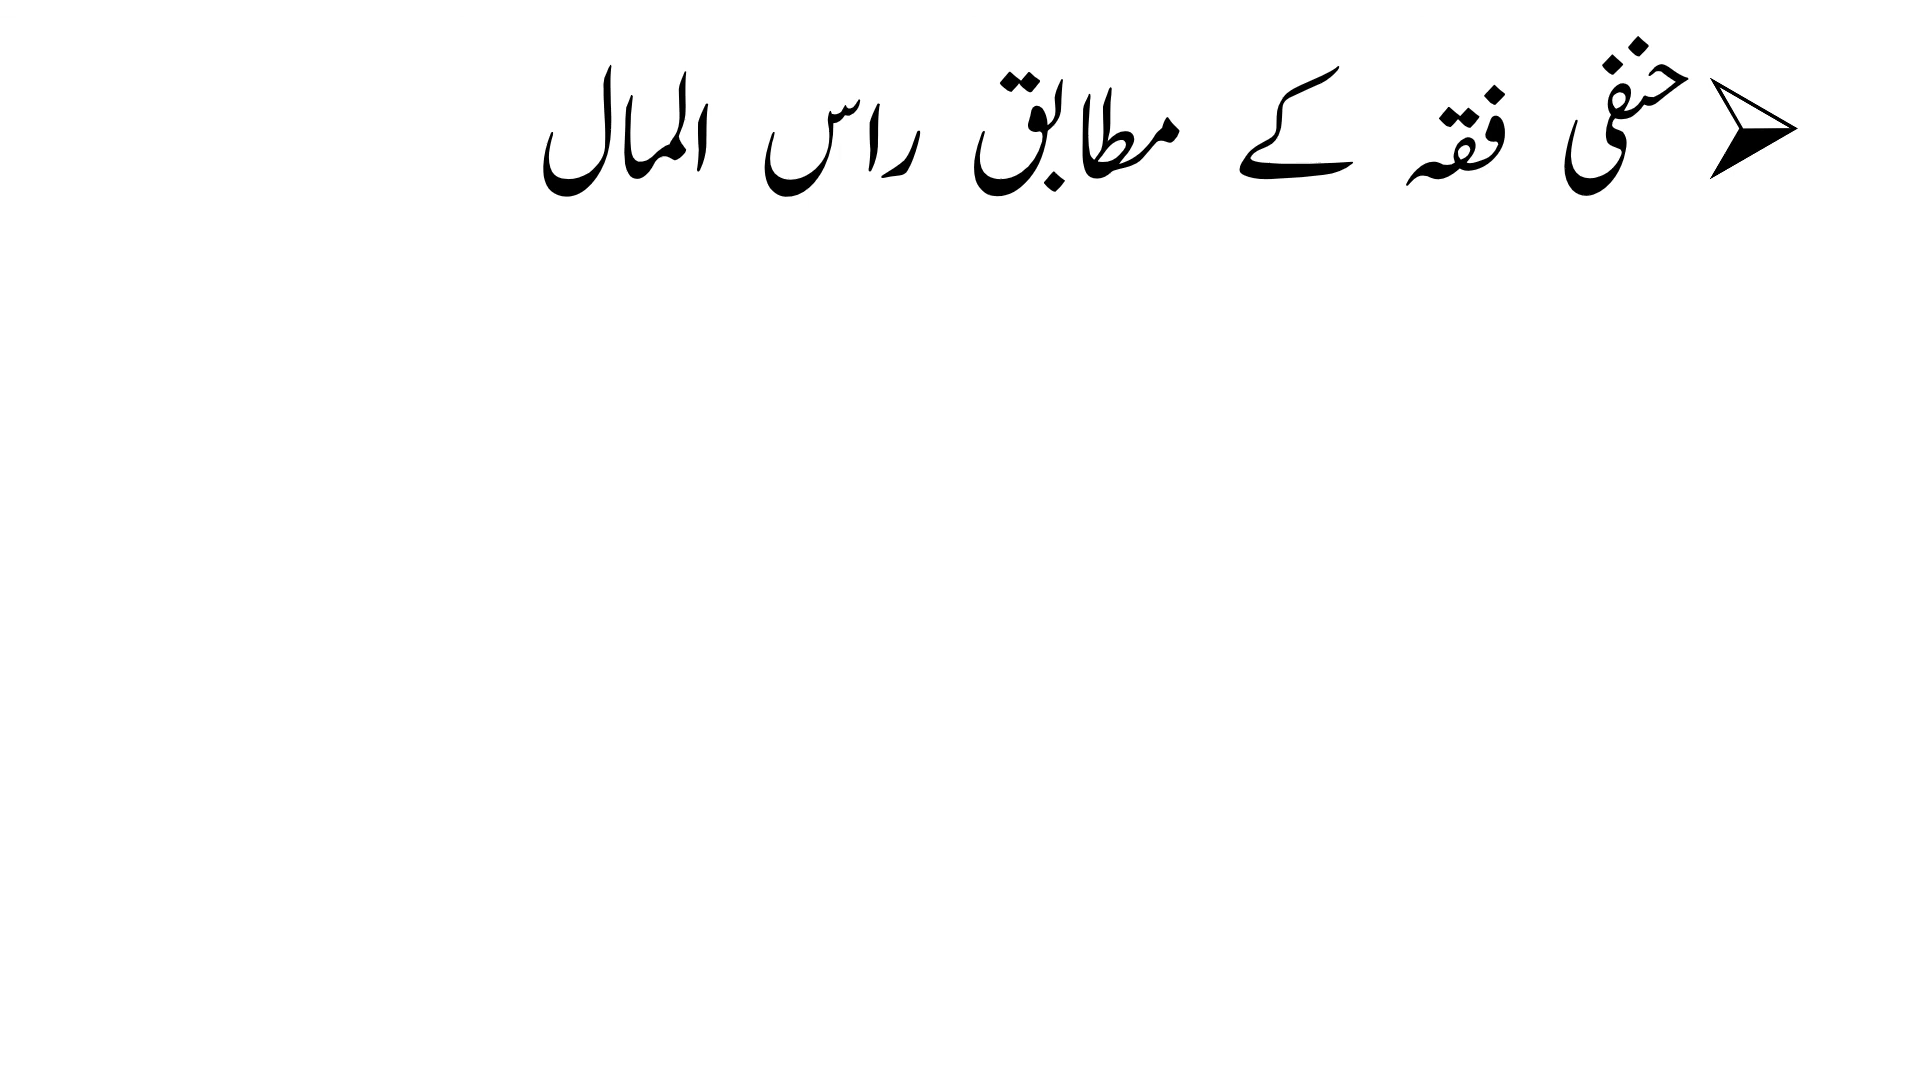 حنفی فقہ کے مطابق راس المال